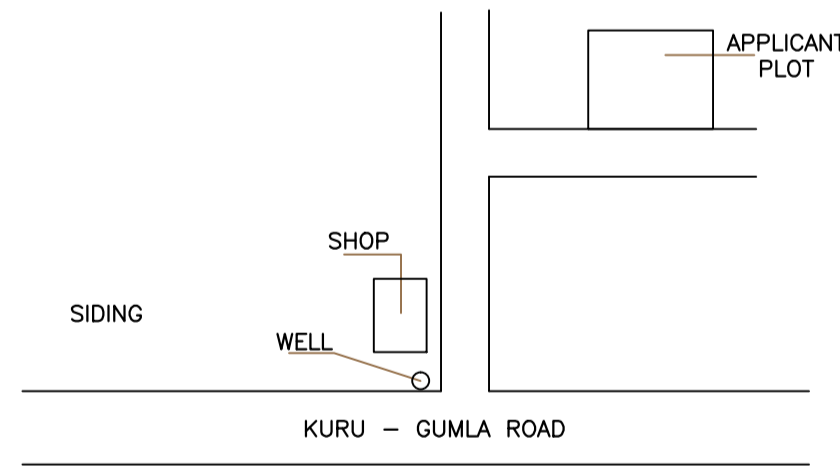 APPLICANT
PLOT
SHOP
SIDING
WELL
KURU – GUMLA ROAD